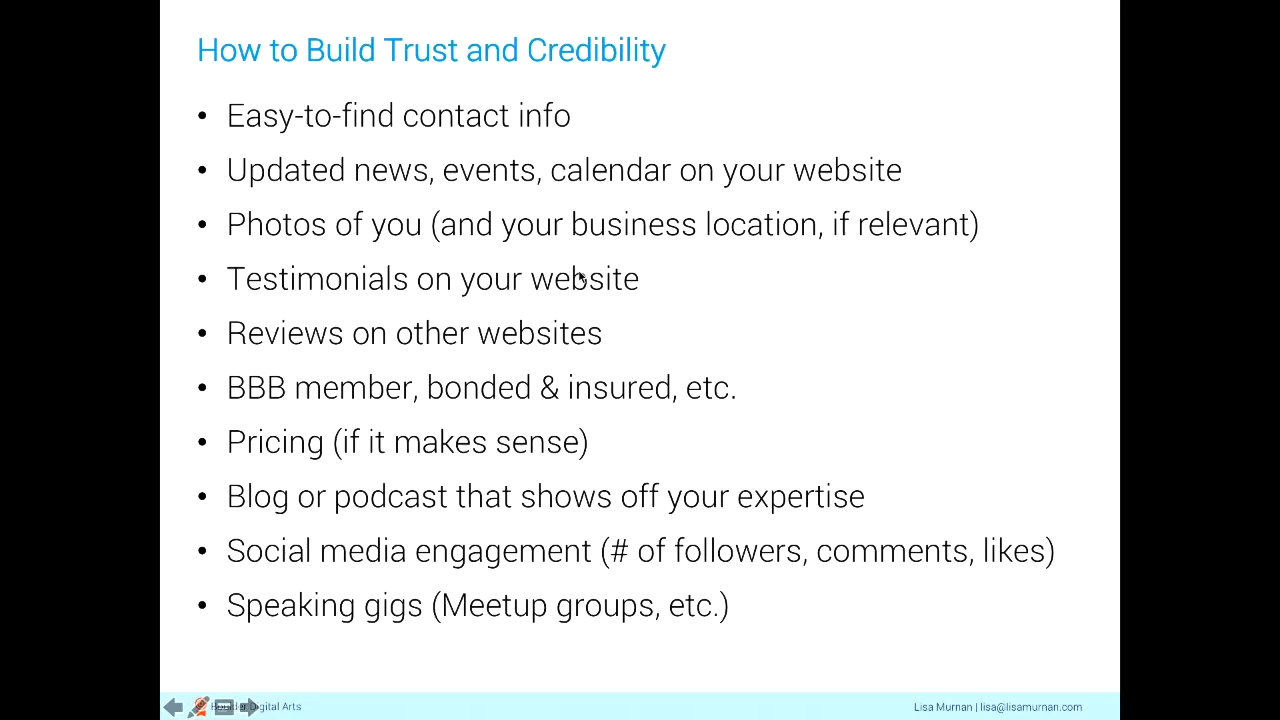 How to Build Trust and Credibility
• Easy-to-find contact info
• Updated news, events, calendar on your website
• Photos of you (and your business location, if relevant)
• Testimonials on your website
• Reviews on other websites
• BBB member, bonded & insured, etc.
• Pricing (if it makes sense)
• Blog or podcast that shows off your expertise
• Social media engagement (# of followers, comments, likes)
• Speaking gigs (Meetup groups, etc.)
Boulder Digital Arts
Lisa Murnan | lisa@lisamurnan.com